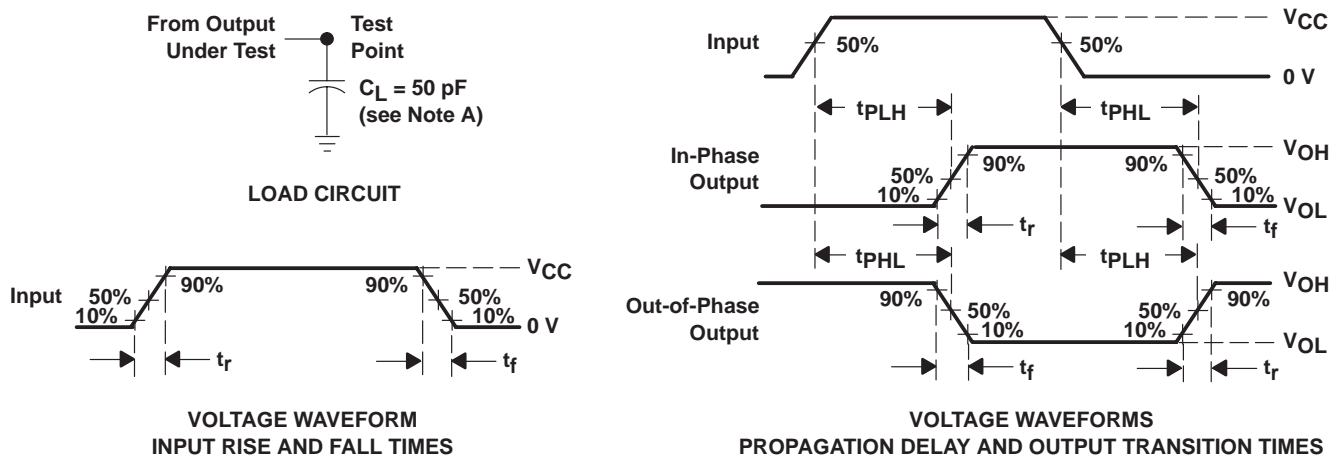 From Output
Under Test
Test
Point
CL = 50 pF
(see Note A)
LOAD CIRCUIT
Input
50%
10%
90%
90%
50%
10%
VCC
0 V
tr
tf
VOLTAGE WAVEFORM
INPUT RISE AND FALL TIMES
Input
50%
50%
VCC
0 V
tPLH
tPHL
In-Phase
Output
50%
10%
90%
90%
50%
10%
VOH
VOL
tr
tf
tPHL
tPLH
Out-of-Phase
Output
90%
50%
10%
50%
10%
90%
VOH
VOL
tf
tr
VOLTAGE WAVEFORMS
PROPAGATION DELAY AND OUTPUT TRANSITION TIMES